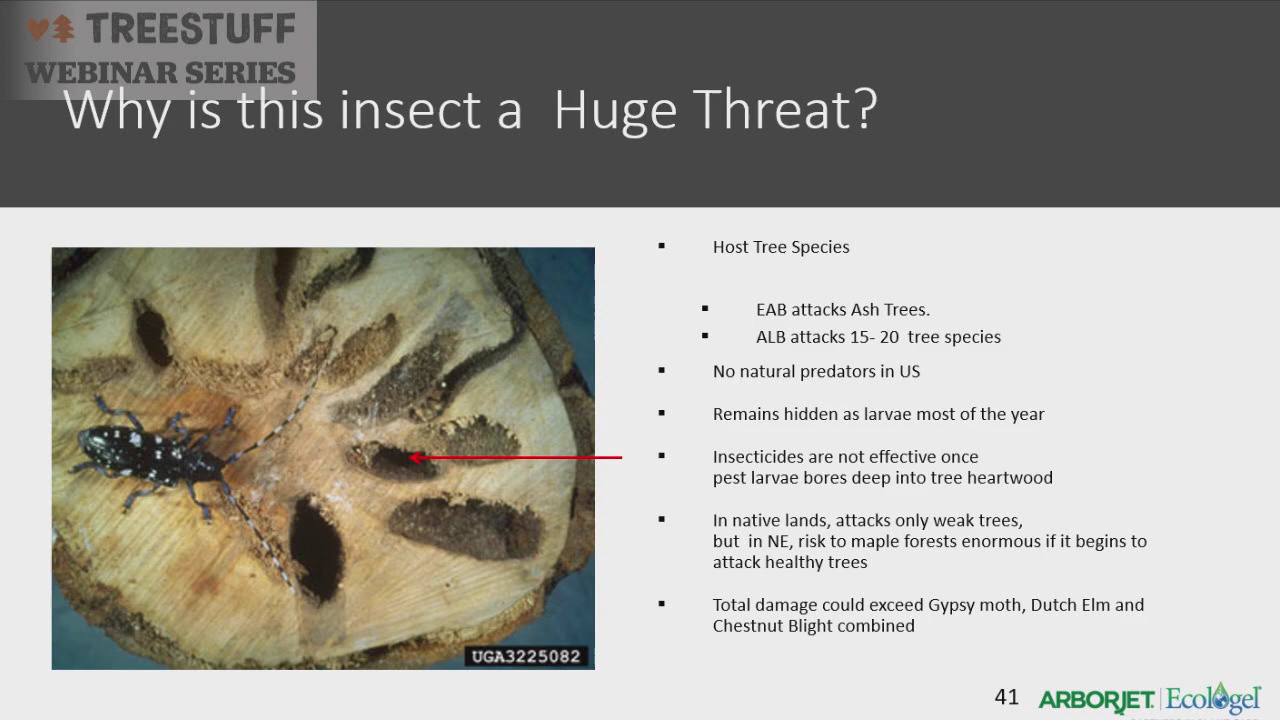 TREESTUFF
WEBINAR SERIES
Why is this insect a Huge Threat?
Host Tree Species
EAB attacks Ash Trees.
ALB attacks 15- 20 tree species
No natural predators in US
Remains hidden as larvae most of the year
Insecticides are not effective once
pest larvae bores deep into tree heartwood
In native lands, attacks only weak trees,
but in NE, risk to maple forests enormous if it begins to
attack healthy trees
Total damage could exceed Gypsy moth, Dutch Elm and
Chestnut Blight combined
UGA3225082
41
ARBORJET Ecologel